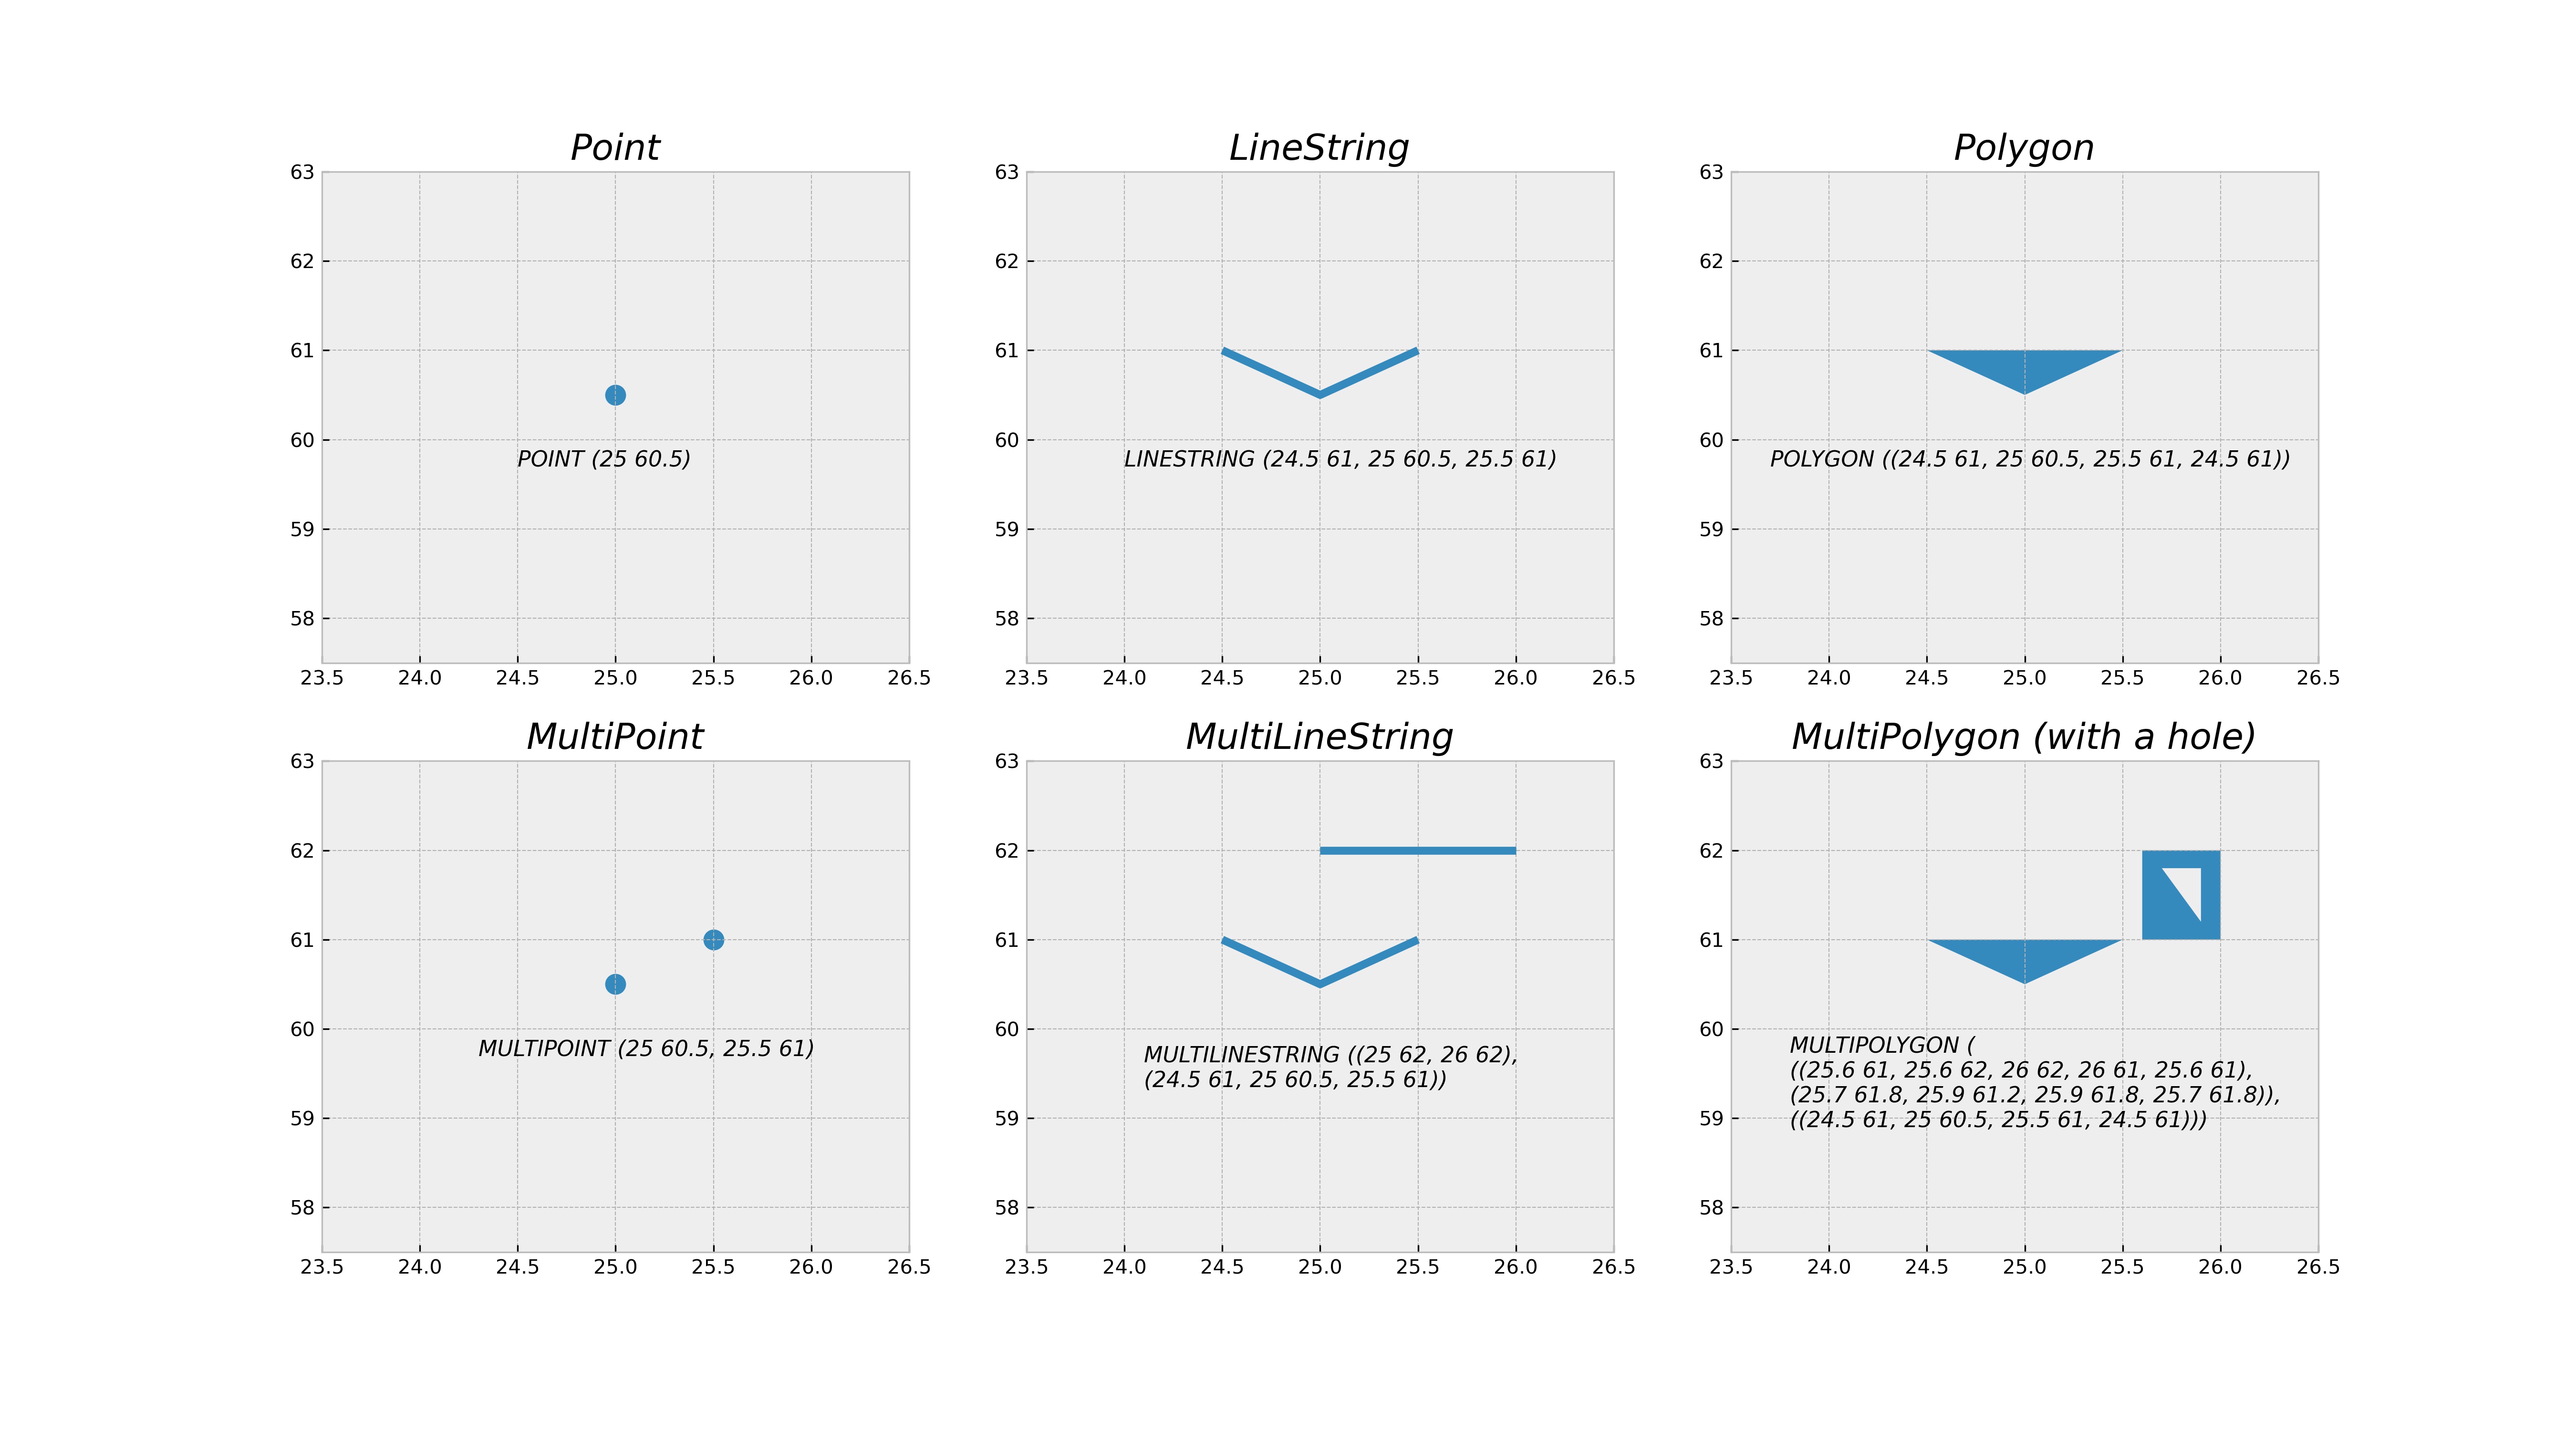 Point
63
62
61
60
59
58
POINT (25 60.5)
23.5 24.0 24.5 25.0 25.5 26.0 26.5
LineString
63
62
61
60
59
58
LINESTRING (24.5 61, 25 60.5, 25.5 61)
23.5 24.0 24.5 25.0 25.5 26.0 26.5
Polygon
63
62
61
60
59
58
POLYGON ((24.5 61, 25 60.5, 25.5 61, 24.5 61))
23.5 24.0 24.5 25.0 25.5 26.0 26.5
MultiPoint
63
62
61
60
59
58
MULTIPOINT (25 60.5, 25.5 61)
23.5 24.0 24.5 25.0 25.5 26.0 26.5
MultiLineString
63
62
61
60
59
58
MULTILINESTRING ((25 62, 26 62),
(24.5 61, 25 60.5, 25.5 61))
23.5 24.0 24.5 25.0 25.5 26.0 26.5
MultiPolygon (with a hole)
63
62
61
60
59
58
MULTIPOLYGON (
((25.6 61, 25.6 62, 26 62, 26 61, 25.6 61),
(25.7 61.8, 25.9 61.2, 25.9 61.8, 25.7 61.8)),
((24.5 61, 25 60.5, 25.5 61, 24.5 61)))
23.5 24.0 24.5 25.0 25.5 26.0 26.5